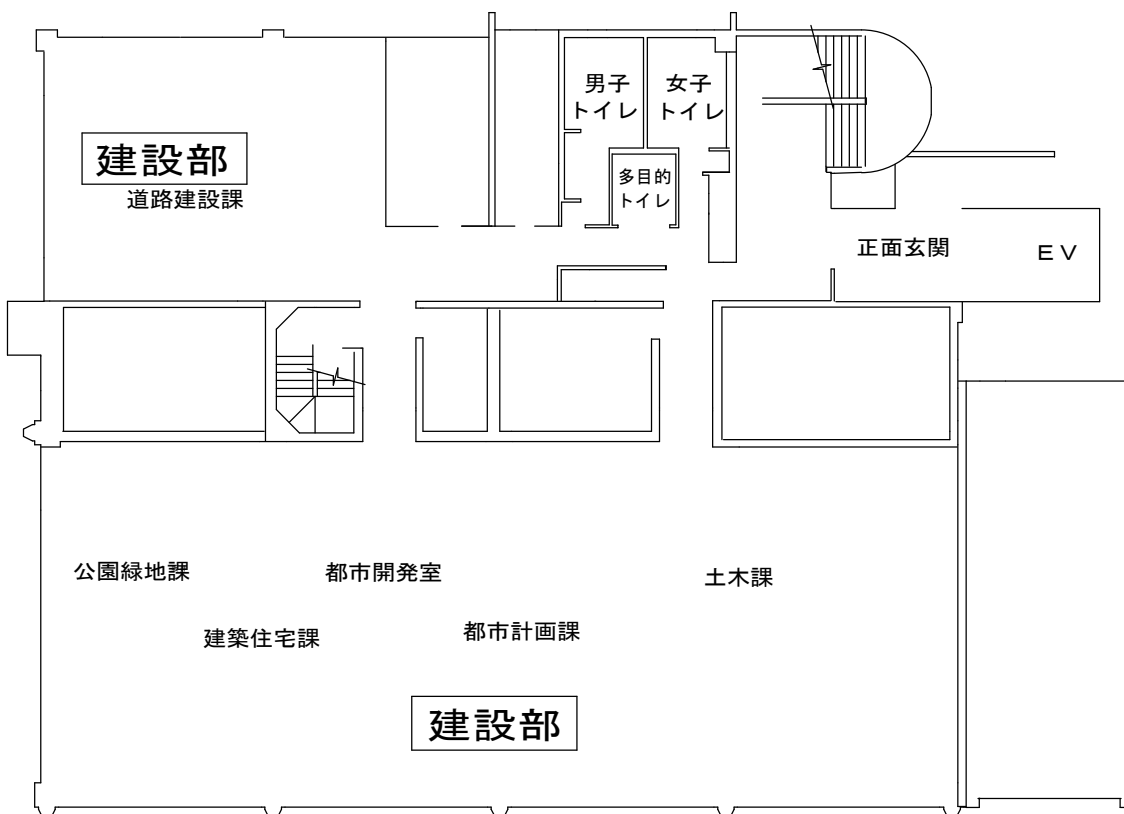 男子
トイレ
女子
トイレ
建設部
道路建設課
多目的
トイレ
正面玄関
ＥＶ
公園緑地課
都市開発室
土木課
建築住宅課
都市計画課
建設部